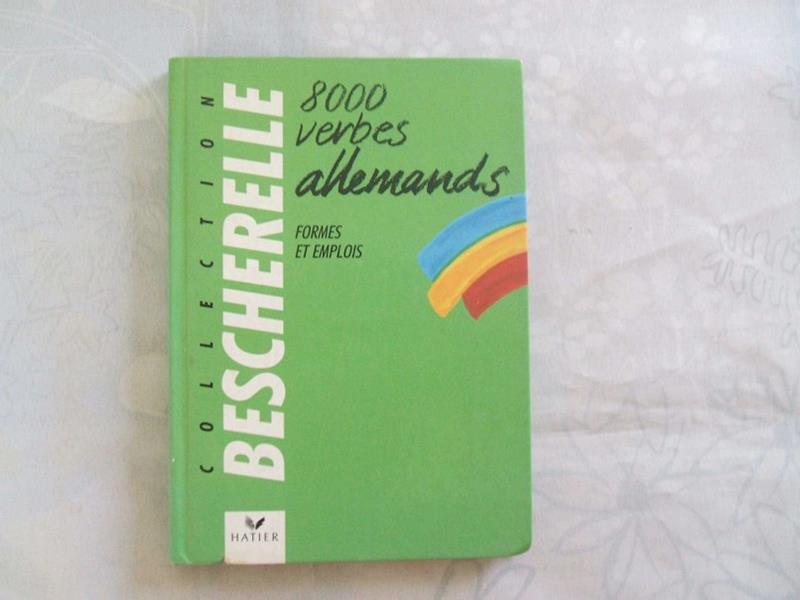 COLLECTION
BESCHERELLE
8000
verbes
allemands
FORMES
ET EMPLOIS
HATIER